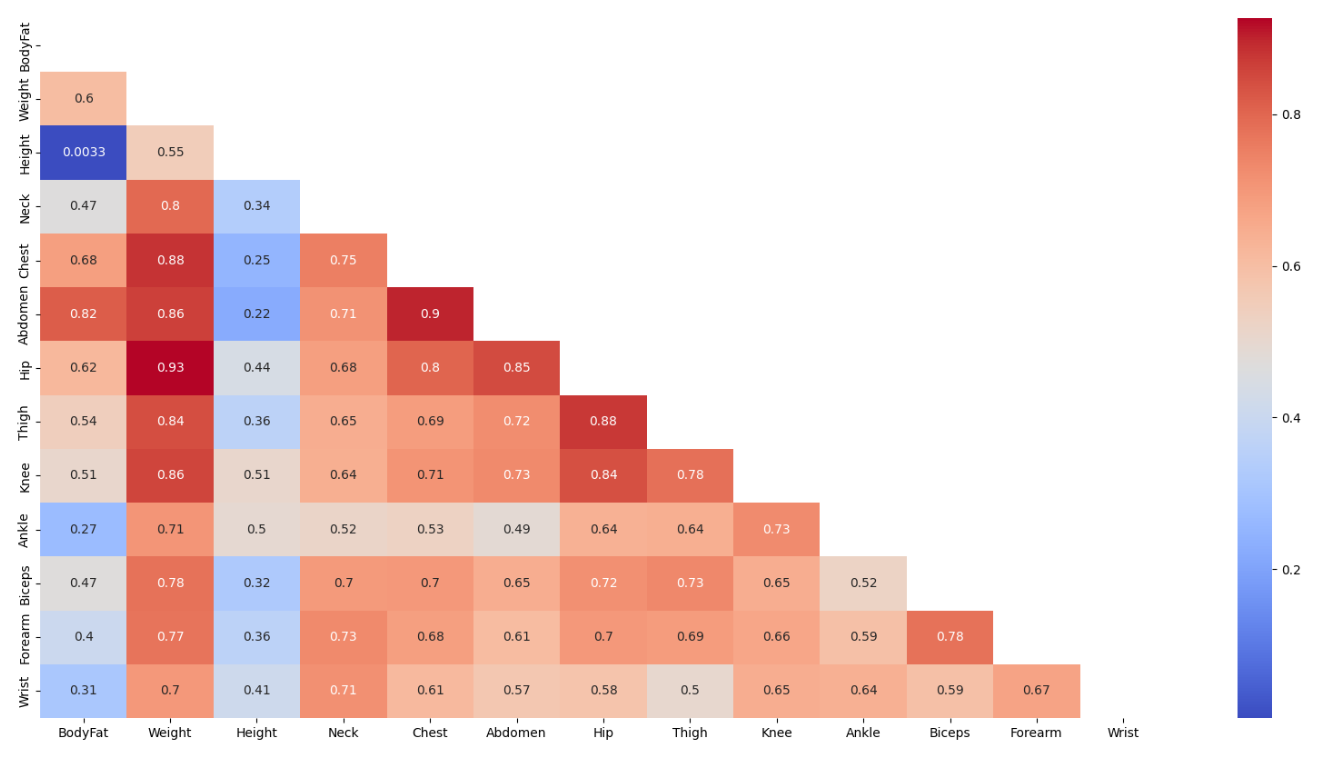 BodyFat
Weight 0.6
Height 0.0033 0.55
Neck 0.47 0.8 0.34
Chest 0.68 0.88 0.25 0.75
Abdomen 0.82 0.86 0.22 0.71 0.9
Hip 0.62 0.93 0.44 0.68 0.8 0.85
Thigh 0.54 0.84 0.36 0.65 0.69 0.72 0.88
Knee 0.51 0.86 0.51 0.64 0.71 0.73 0.84 0.78
Ankle 0.27 0.71 0.5 0.52 0.53 0.49 0.64 0.64 0.73
Biceps 0.47 0.78 0.32 0.7 0.7 0.65 0.72 0.73 0.65 0.52
Forearm 0.4 0.77 0.36 0.73 0.68 0.61 0.7 0.69 0.66 0.59 0.78
Wrist 0.31 0.7 0.41 0.71 0.61 0.57 0.58 0.5 0.65 0.64 0.59 0.67
BodyFat Weight Height Neck Chest Abdomen Hip Thigh Knee Ankle Biceps Forearm Wrist
0.8
0.6
0.4
0.2